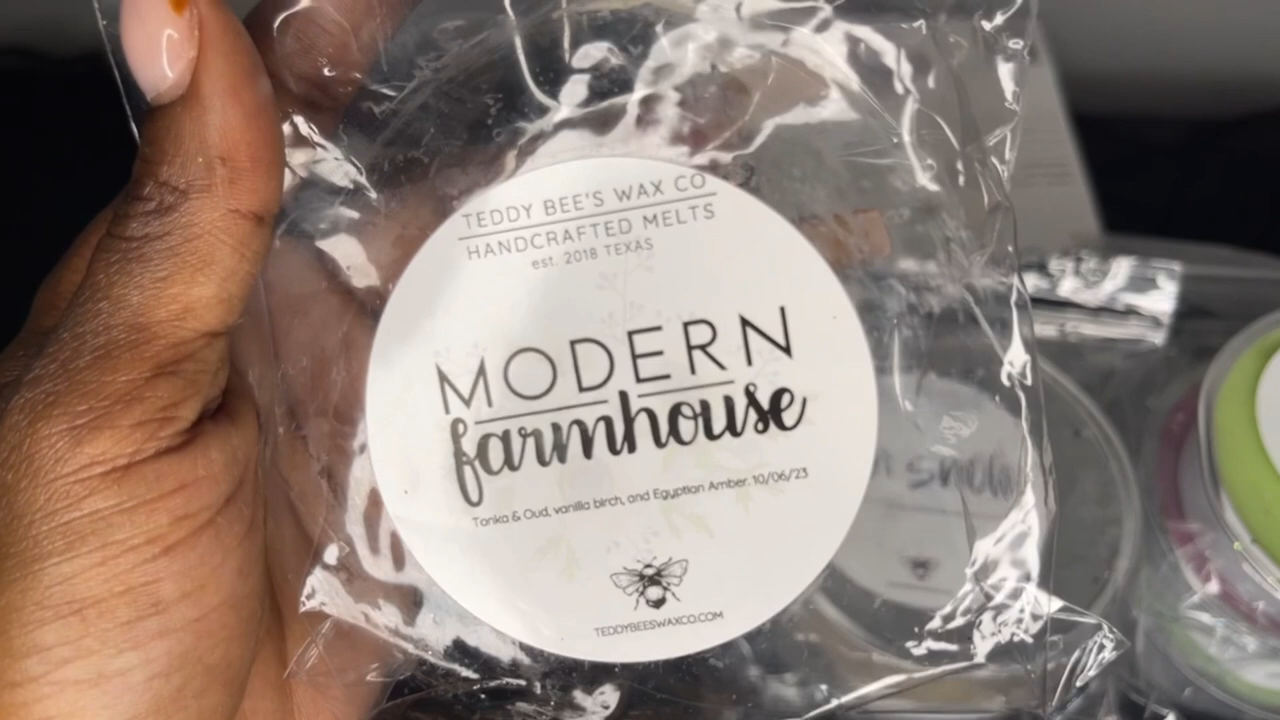 TEDDY BEE'S WAX CO
HANDCRAFTED MELTS
est. 2018 TEXAS
MODERN
farmhouse
Tonka & Oud, vanilla birch, and Egyptian Amber. 10/06/23
TEDDYBEESWAXCO.COM